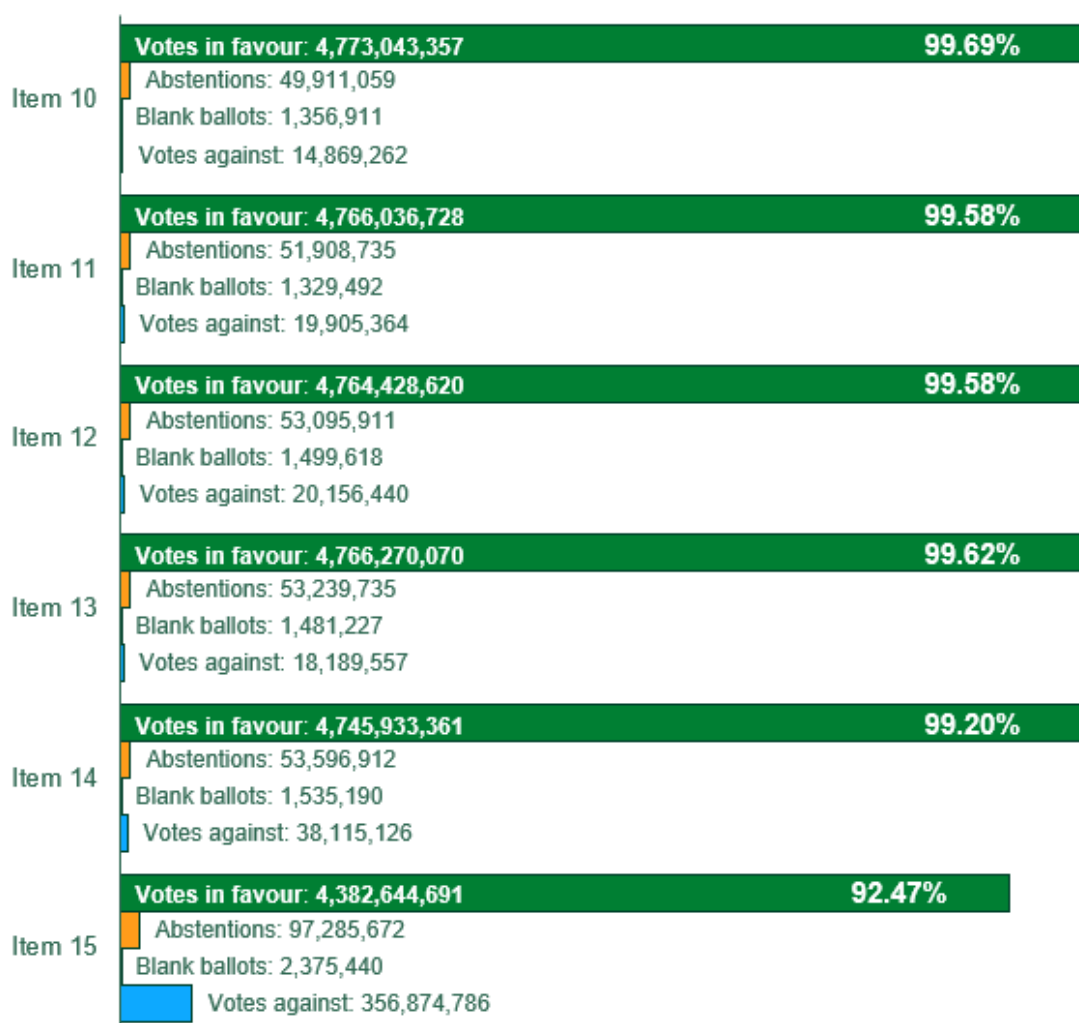 Votes in favour: 4,773,043,357 99.69%
Abstentions: 49,911,059
Item 10
Blank ballots: 1,356,911
Votes against: 14,869,262
Votes in favour: 4,766,036,728 99.58%
Abstentions: 51,908,735
Item 11
Blank ballots: 1,329,492
Votes against: 19,905,364
Votes in favour: 4,764,428,620 99.58%
Abstentions: 53,095,911
Item 12
Blank ballots: 1,499,618
Votes against: 20,156,440
Votes in favour: 4,766,270,070 99.62%
Abstentions: 53,239,735
Item 13
Blank ballots: 1,481,227
Votes against: 18,189,557
Votes in favour: 4,745,933,361 99.20%
Abstentions: 53,596,912
Item 14
Blank ballots: 1,535,190
Votes against: 38,115,126
Votes in favour: 4,382,644,691 92.47%
Abstentions: 97,285,672
Item 15
Blank ballots: 2,375,440
Votes against: 356,874,786